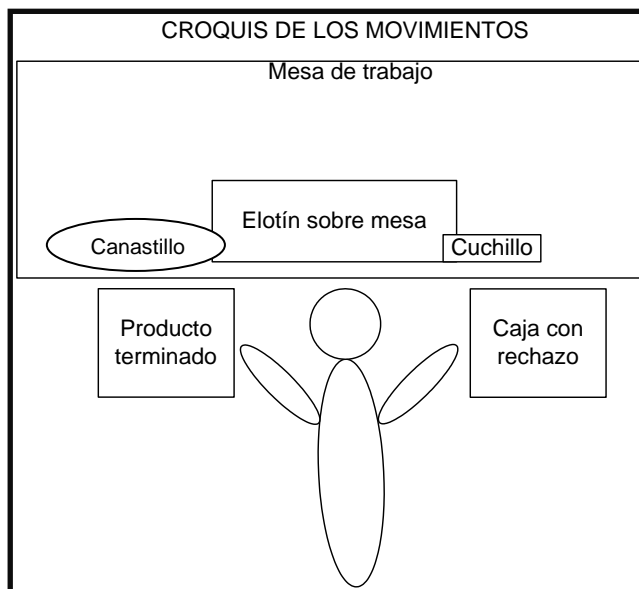 CROQUIS DE LOS MOVIMIENTOS
Mesa de trabajo
Elotín sobre mesa
Canastillo
Cuchillo
Producto
terminado
Caja con
rechazo